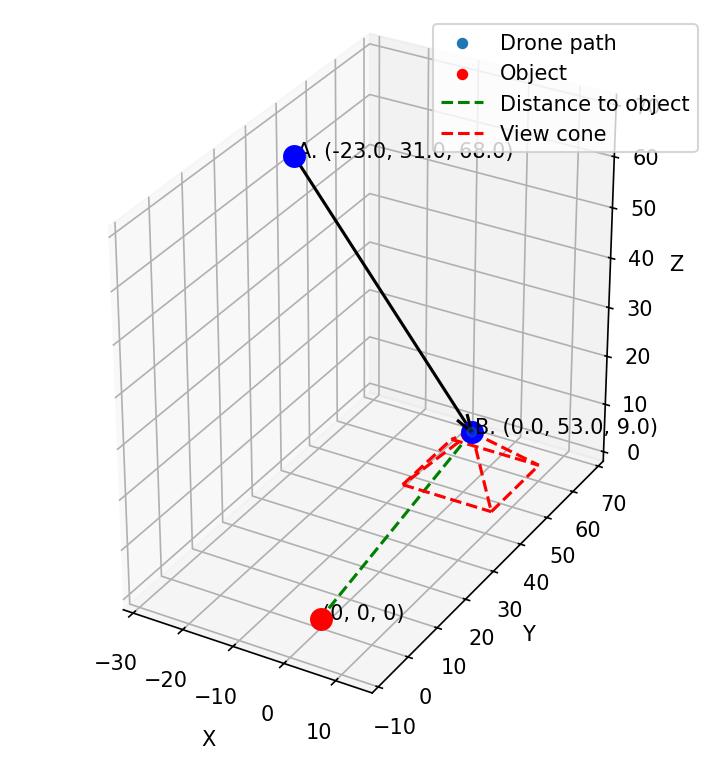 Drone path
Object
Distance to object
View cone
A. (-23.0, 31.0, 68.0)
B. (0.0, 53.0, 9.0)
(0, 0, 0)
60
50
40
30
20
10
0
Z
70
60
50
40
30
20
10
0
−10
Y
−30
−20
−10
0
10
X